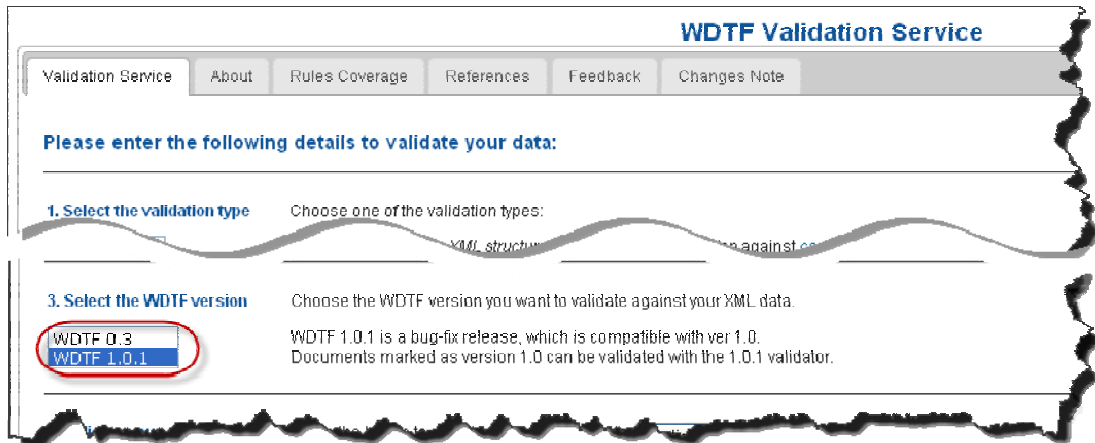 WDTF Validation Service
Validation Service About Rules Coverage References Feedback Changes Note
Please enter the following details to validate your data:
1. Select the validation type Choose one of the validation types:
XML structure against
3. Select the WDTF version Choose the WDTF version you want to validate against your XML data.
WDTF 0.3
WDTF 1.0.1
WDTF 1.0.1 is a bug-fix release, which is compatible with ver 1.0.
Documents marked as version 1.0 can be validated with the 1.0.1 validator.